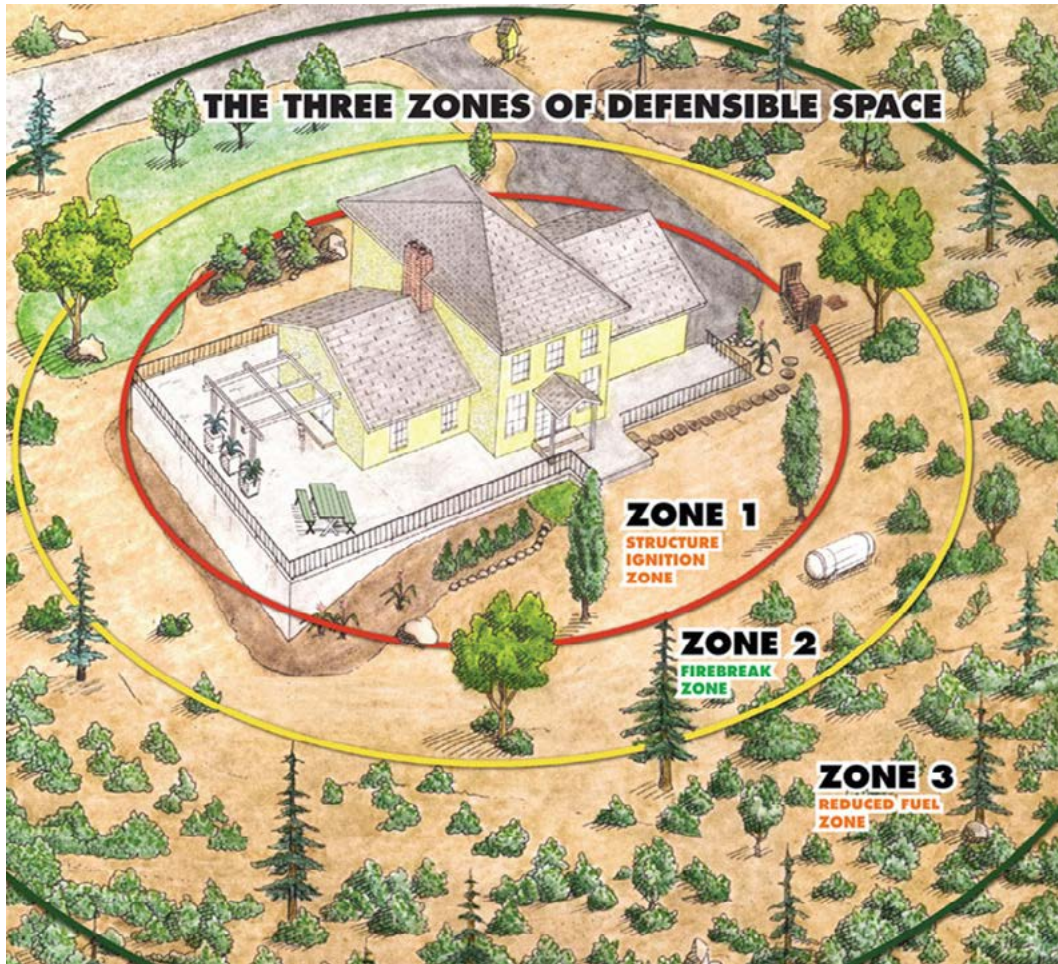 THE THREE ZONES OF DEFENSIBLE SPACE
ZONE 1
STRUCTURE
IGNITION
ZONE
ZONE 2
FIREBREAK
ZONE
ZONE 3
REDUCED FUEL
ZONE